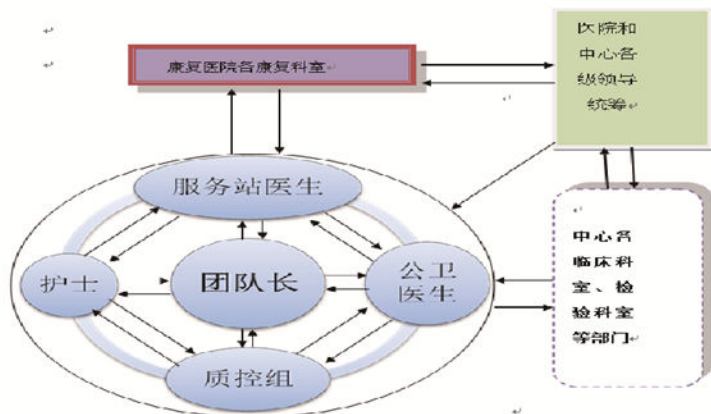 康复医院各康复科室
医院和
中心各
级领导
统筹
服务站医生
护士
团队长
公卫
医生
质控组
中心各
临床科
室、检
验科室
等部门